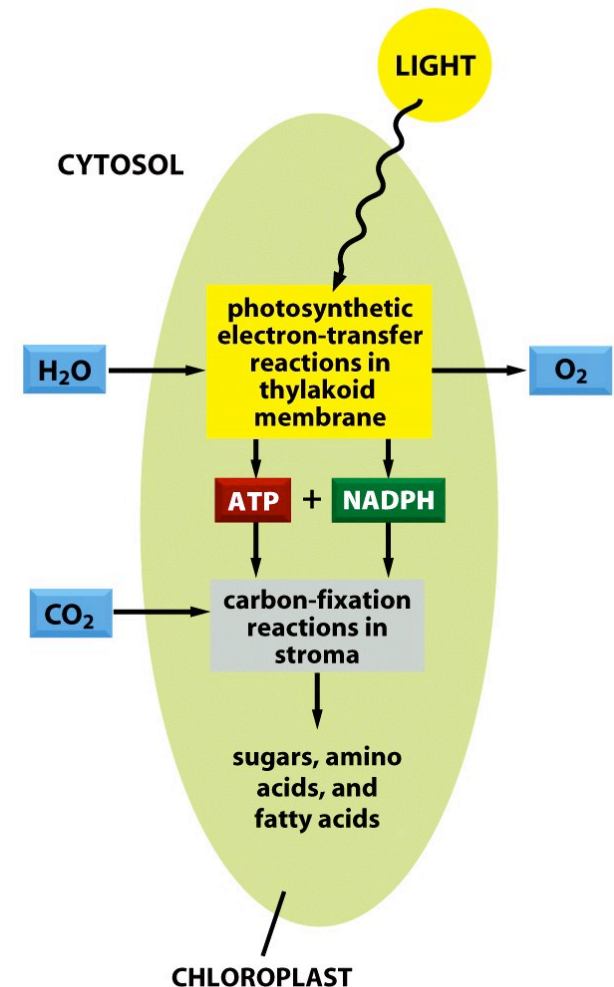 LIGHT
CYTOSOL
photosynthetic
electron-transfer
reactions in
thylakoid
membrane
H₂O
O₂
ATP + NADPH
carbon-fixation
reactions in
stroma
CO₂
sugars, amino
acids, and
fatty acids
CHLOROPLAST